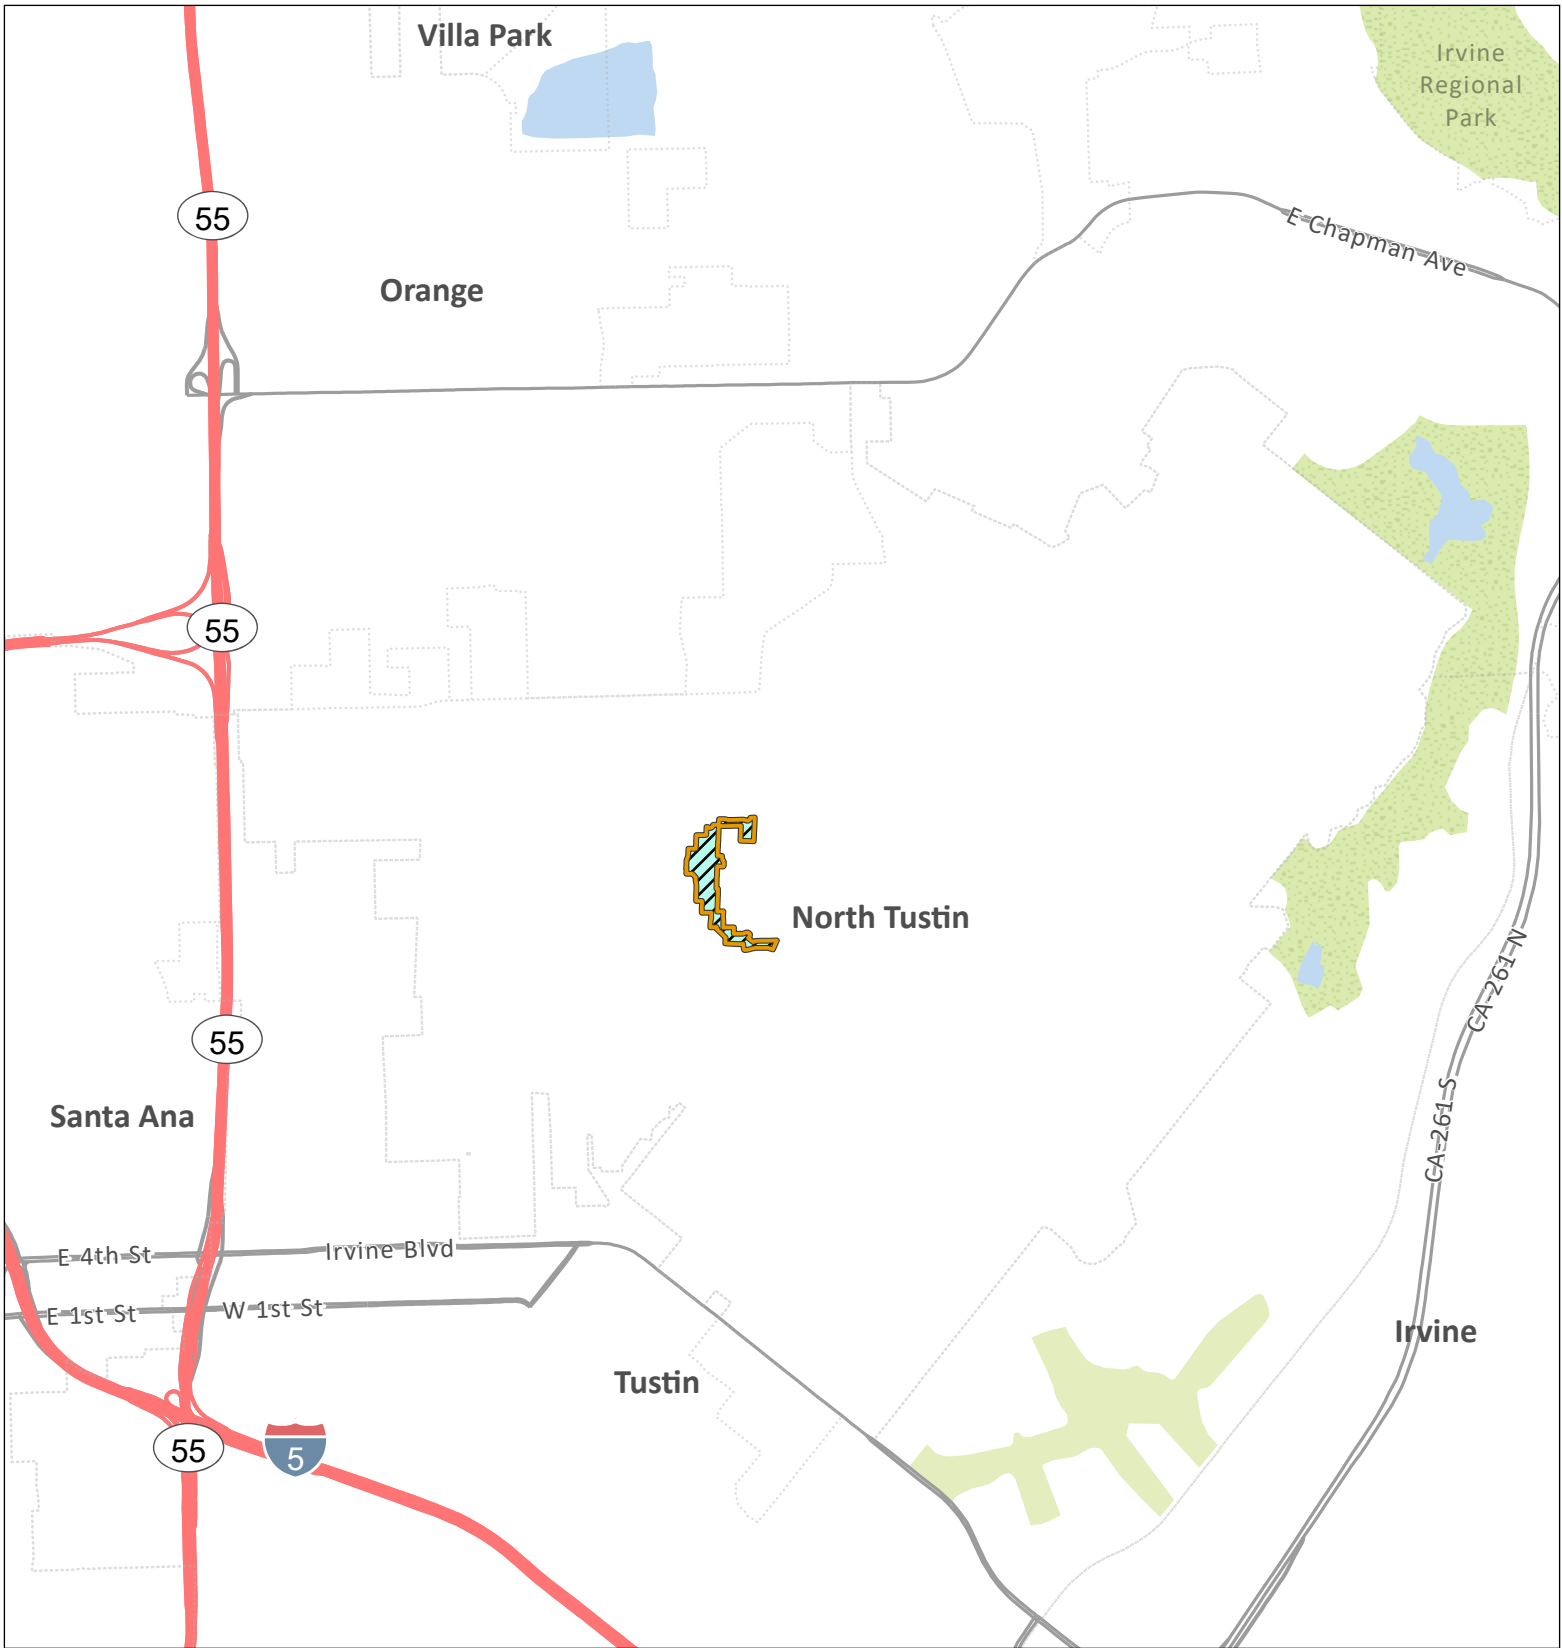 Villa Park
Irvine
Regional
Park
55
E Chapman Ave
Orange
55
North Tustin
CA-261 N
55
CA-261 S
Santa Ana
E 4th St
Irvine Blvd
E 1st St
W 1st St
Irvine
Tustin
55
5